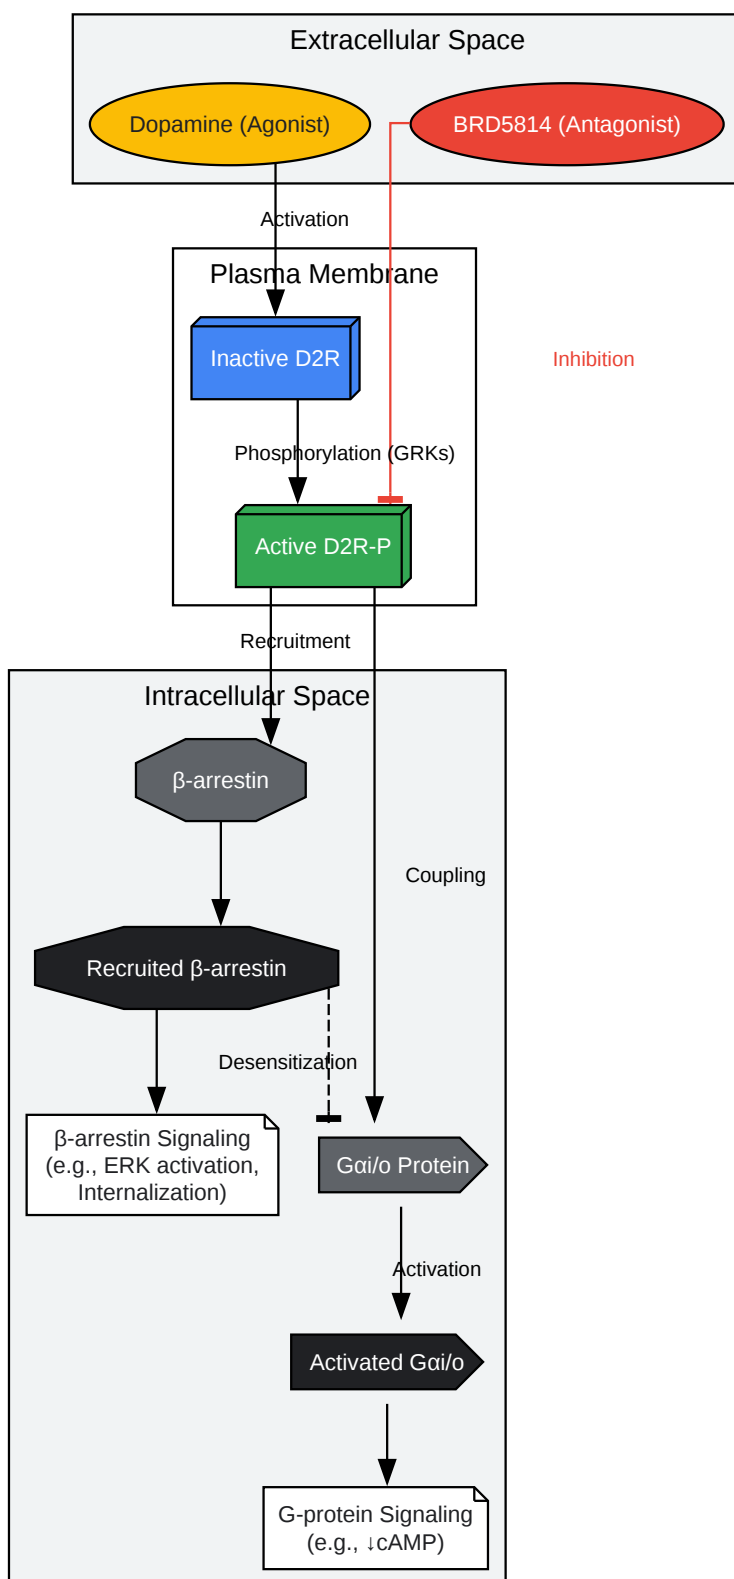 Extracellular Space
Dopamine (Agonist)
BRD5814 (Antagonist)
Activation
Plasma Membrane
Inactive D2R
Inhibition
Phosphorylation (GRKs)
Active D2R-P
Recruitment
Intracellular Space
β-arrestin
Coupling
Recruited β-arrestin
Desensitization
β-arrestin Signaling
(e.g., ERK activation,
Internalization)
Gαi/o Protein
Activation
Activated Gαi/o
G-protein Signaling
(e.g., ↓cAMP)